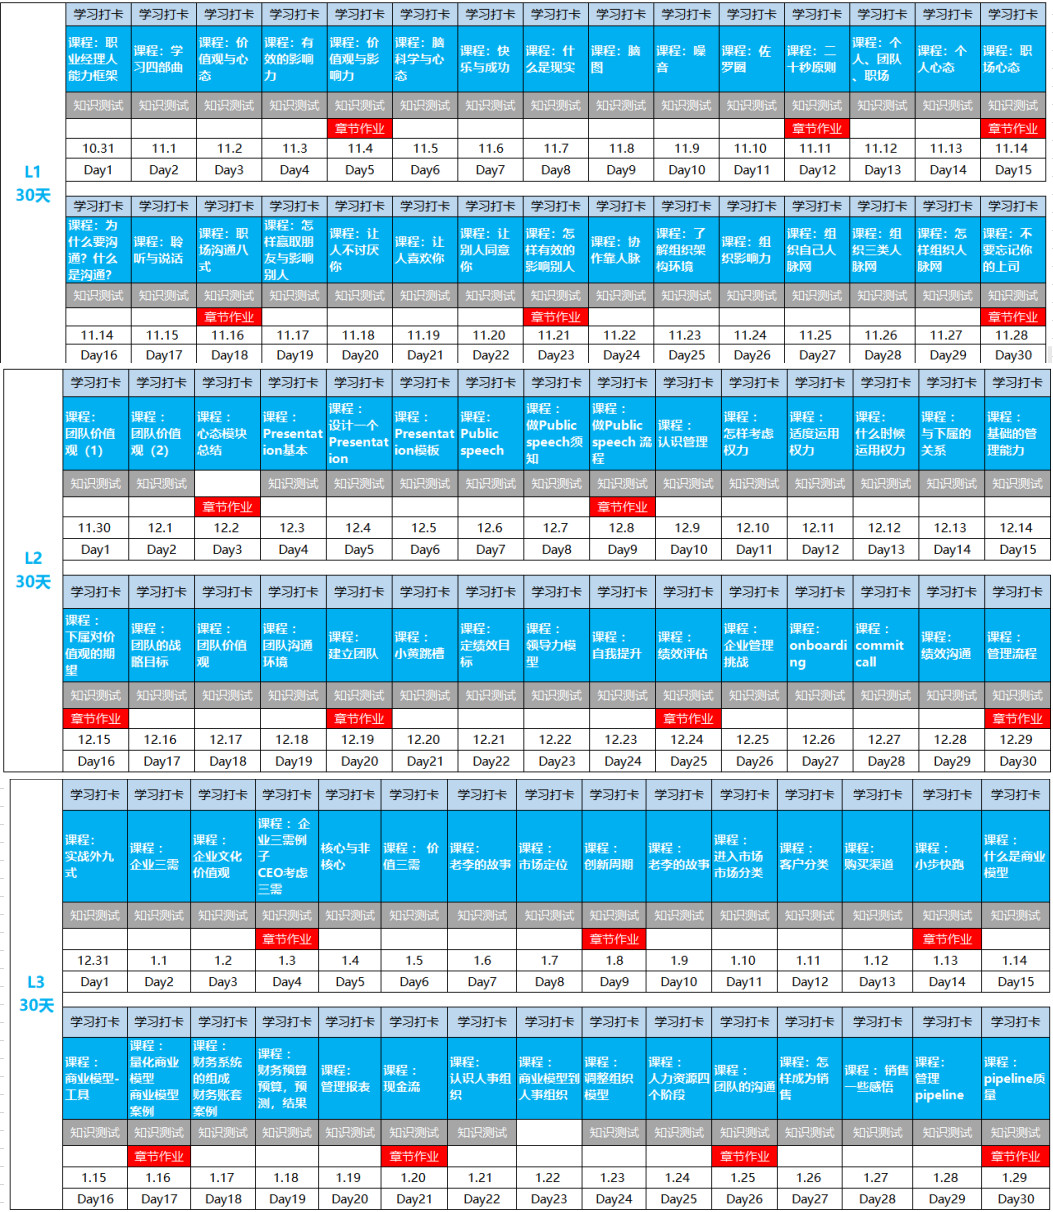 L1
30天
学习打卡 学习打卡 学习打卡 学习打卡 学习打卡 学习打卡 学习打卡 学习打卡 学习打卡 学习打卡 学习打卡 学习打卡 学习打卡 学习打卡 学习打卡
课程：职业经理人能力框架 课程：学习四部曲 课程：价值观与心态 课程：有效的影响力 课程：价值观与影响力 课程：脑科学与心态 课程：快乐与成功 课程：什么是现实 课程：脑图 课程：噪音 课程：佐罗圈 课程：二十秒原则 课程：个人、团队、职场 课程：个人心态 课程：职场心态
知识测试 知识测试 知识测试 知识测试 知识测试 知识测试 知识测试 知识测试 知识测试 知识测试 知识测试 知识测试 知识测试 知识测试 知识测试
章节作业 章节作业 章节作业
10.31 11.1 11.2 11.3 11.4 11.5 11.6 11.7 11.8 11.9 11.10 11.11 11.12 11.13 11.14
Day1 Day2 Day3 Day4 Day5 Day6 Day7 Day8 Day9 Day10 Day11 Day12 Day13 Day14 Day15
学习打卡 学习打卡 学习打卡 学习打卡 学习打卡 学习打卡 学习打卡 学习打卡 学习打卡 学习打卡 学习打卡 学习打卡 学习打卡 学习打卡 学习打卡
课程：为什么要沟通？什么是沟通？ 课程：聆听与说话 课程：职场沟通八式 课程：怎样赢取朋友与影响别人 课程：让人不讨厌你 课程：让人喜欢你 课程：让别人同意你 课程：怎样有效的影响别人 课程：协作靠人脉 课程：了解组织架构环境 课程：组织影响力 课程：组织自己人脉网 课程：组织三类人脉网 课程：怎样组织人脉网 课程：不要忘记你的上司
知识测试 知识测试 知识测试 知识测试 知识测试 知识测试 知识测试 知识测试 知识测试 知识测试 知识测试 知识测试 知识测试 知识测试 知识测试
章节作业 章节作业 章节作业
11.14 11.15 11.16 11.17 11.18 11.19 11.20 11.21 11.22 11.23 11.24 11.25 11.26 11.27 11.28
Day16 Day17 Day18 Day19 Day20 Day21 Day22 Day23 Day24 Day25 Day26 Day27 Day28 Day29 Day30
L2
30天
学习打卡 学习打卡 学习打卡 学习打卡 学习打卡 学习打卡 学习打卡 学习打卡 学习打卡 学习打卡 学习打卡 学习打卡 学习打卡 学习打卡 学习打卡
课程：团队价值观（1） 课程：团队价值观（2） 课程：心态模块总结 课程：Presentation基本 课程：设计一个Presentation 课程：Presentation模板 课程：Public speech 课程：做Public speech须知 课程：做Public speech 流程 课程：认识管理 课程：怎样考虑权力 课程：适度运用权力 课程：什么时候运用权力 课程：与下属的关系 课程：基础的管理能力
知识测试 知识测试 知识测试 知识测试 知识测试 知识测试 知识测试 知识测试 知识测试 知识测试 知识测试 知识测试 知识测试 知识测试
章节作业 章节作业
11.30 12.1 12.2 12.3 12.4 12.5 12.6 12.7 12.8 12.9 12.10 12.11 12.12 12.13 12.14
Day1 Day2 Day3 Day4 Day5 Day6 Day7 Day8 Day9 Day10 Day11 Day12 Day13 Day14 Day15
学习打卡 学习打卡 学习打卡 学习打卡 学习打卡 学习打卡 学习打卡 学习打卡 学习打卡 学习打卡 学习打卡 学习打卡 学习打卡 学习打卡 学习打卡
课程：下属对价值观的期望 课程：团队的战略目标 课程：团队价值观 课程：团队沟通环境 课程：建立团队 课程：小黄跳槽 课程：定绩效目标 课程：领导力模型 课程：自我提升 课程：绩效评估 课程：企业管理挑战 课程：onboarding 课程：commit call 课程：绩效沟通 课程：管理流程
知识测试 知识测试 知识测试 知识测试 知识测试 知识测试 知识测试 知识测试 知识测试 知识测试 知识测试 知识测试 知识测试 知识测试 知识测试
章节作业 章节作业 章节作业 章节作业
12.15 12.16 12.17 12.18 12.19 12.20 12.21 12.22 12.23 12.24 12.25 12.26 12.27 12.28 12.29
Day16 Day17 Day18 Day19 Day20 Day21 Day22 Day23 Day24 Day25 Day26 Day27 Day28 Day29 Day30
L3
30天
学习打卡 学习打卡 学习打卡 学习打卡 学习打卡 学习打卡 学习打卡 学习打卡 学习打卡 学习打卡 学习打卡 学习打卡 学习打卡 学习打卡 学习打卡
课程：实战外九式 课程：企业三需 课程：企业文化价值观 课程：企业三需例子CEO考虑三需 核心与非核心 课程：价值三需 课程：老李的故事 课程：市场定位 课程：创新周期 课程：老李的故事 课程：进入市场市场分类 课程：客户分类 课程：购买渠道 课程：小步快跑 课程：什么是商业模型
知识测试 知识测试 知识测试 知识测试 知识测试 知识测试 知识测试 知识测试 知识测试 知识测试 知识测试 知识测试 知识测试 知识测试 知识测试
章节作业 章节作业 章节作业
12.31 1.1 1.2 1.3 1.4 1.5 1.6 1.7 1.8 1.9 1.10 1.11 1.12 1.13 1.14
Day1 Day2 Day3 Day4 Day5 Day6 Day7 Day8 Day9 Day10 Day11 Day12 Day13 Day14 Day15
学习打卡 学习打卡 学习打卡 学习打卡 学习打卡 学习打卡 学习打卡 学习打卡 学习打卡 学习打卡 学习打卡 学习打卡 学习打卡 学习打卡 学习打卡
课程：商业模型-工具 课程：量化商业模型商业模型案例 课程：财务系统的组成财务账套案例 课程：财务预算预算，预测，结果 课程：管理报表 课程：现金流 课程：认识人事组织 课程：商业模型到人事组织 课程：调整组织模型 课程：人力资源四个阶段 课程：团队的沟通 课程：怎样成为销售 课程：销售一些感悟 课程：管理pipeline 课程：pipeline质量
知识测试 知识测试 知识测试 知识测试 知识测试 知识测试 知识测试 知识测试 知识测试 知识测试 知识测试 知识测试 知识测试 知识测试
章节作业 章节作业 章节作业 章节作业
1.15 1.16 1.17 1.18 1.19 1.20 1.21 1.22 1.23 1.24 1.25 1.26 1.27 1.28 1.29
Day16 Day17 Day18 Day19 Day20 Day21 Day22 Day23 Day24 Day25 Day26 Day27 Day28 Day29 Day30